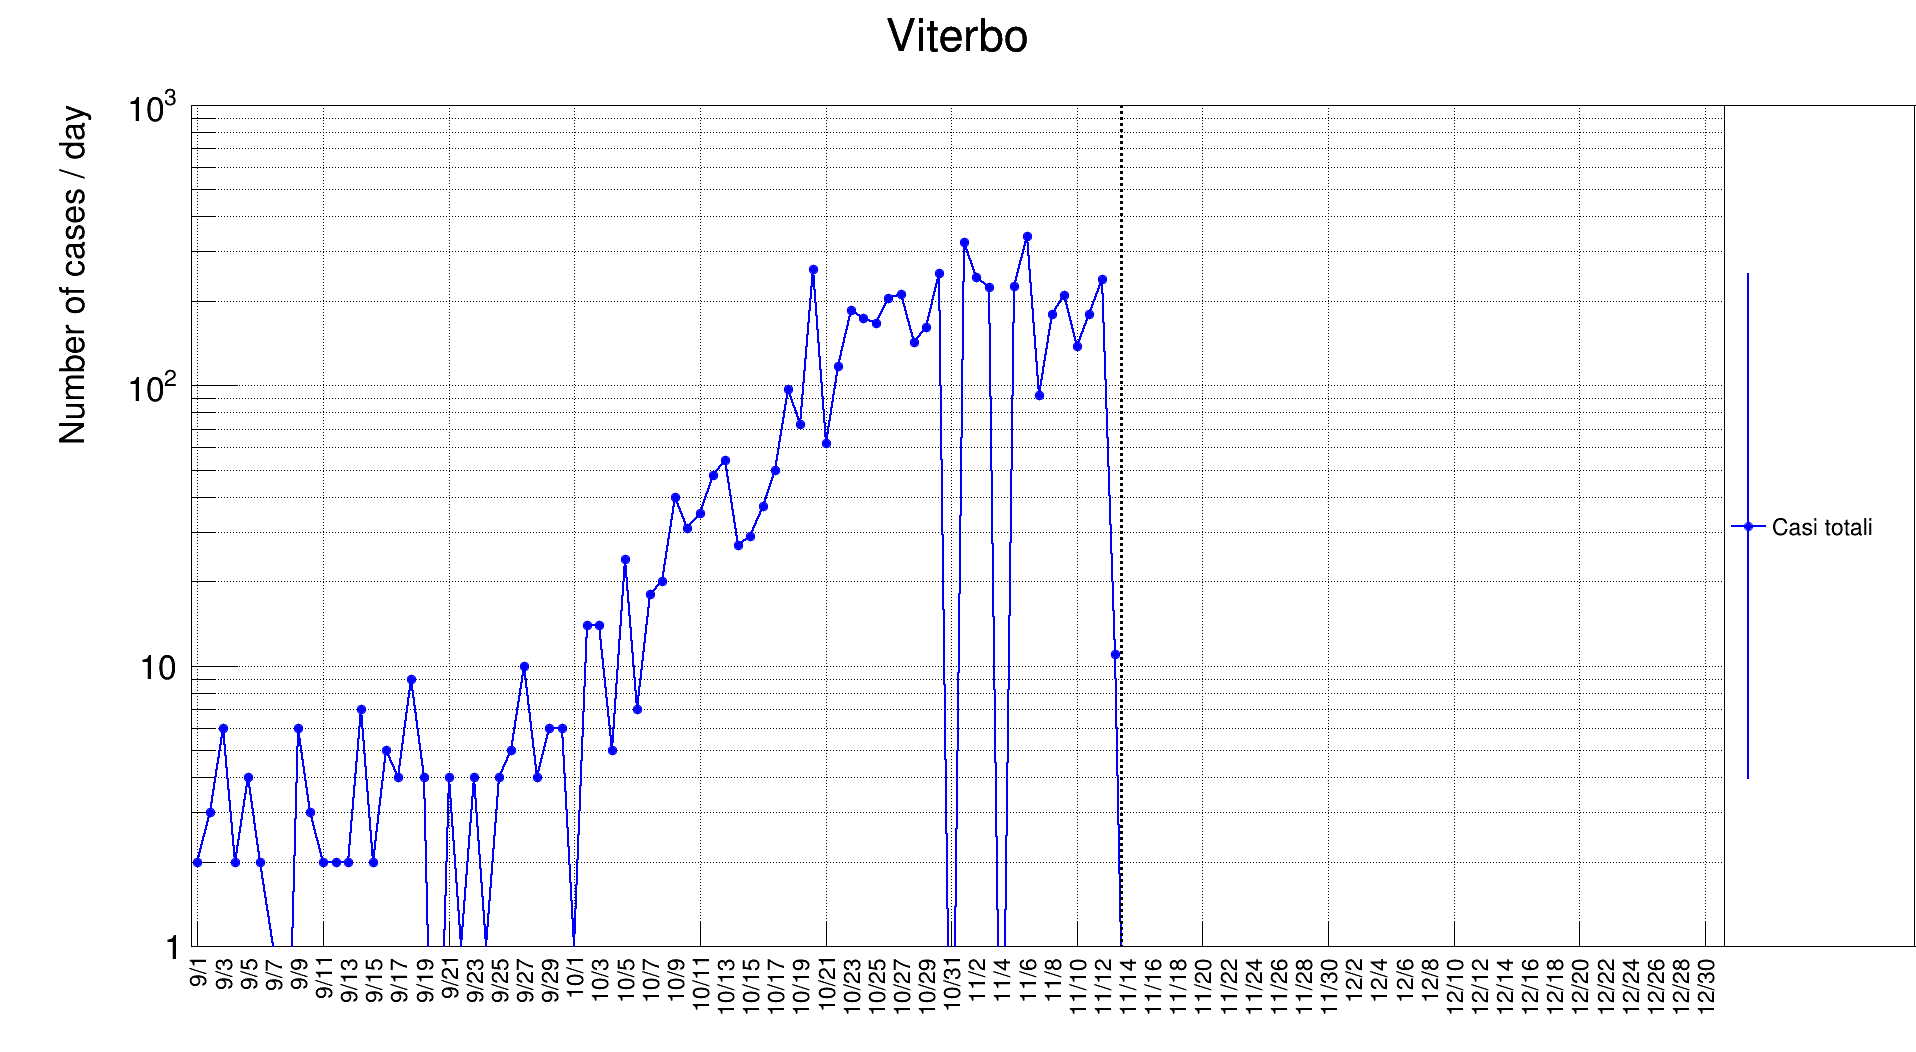 Viterbo
Number of cases / day
10³
10²
10
1
9/1 9/3 9/5 9/7 9/9 9/11 9/13 9/15 9/17 9/19 9/21 9/23 9/25 9/27 9/29 10/1 10/3 10/5 10/7 10/9 10/11 10/13 10/15 10/17 10/19 10/21 10/23 10/25 10/27 10/29 10/31 11/2 11/4 11/6 11/8 11/10 11/12 11/14 11/16 11/18 11/20 11/22 11/24 11/26 11/28 11/30 12/2 12/4 12/6 12/8 12/10 12/12 12/14 12/16 12/18 12/20 12/22 12/24 12/26 12/28 12/30
Casi totali